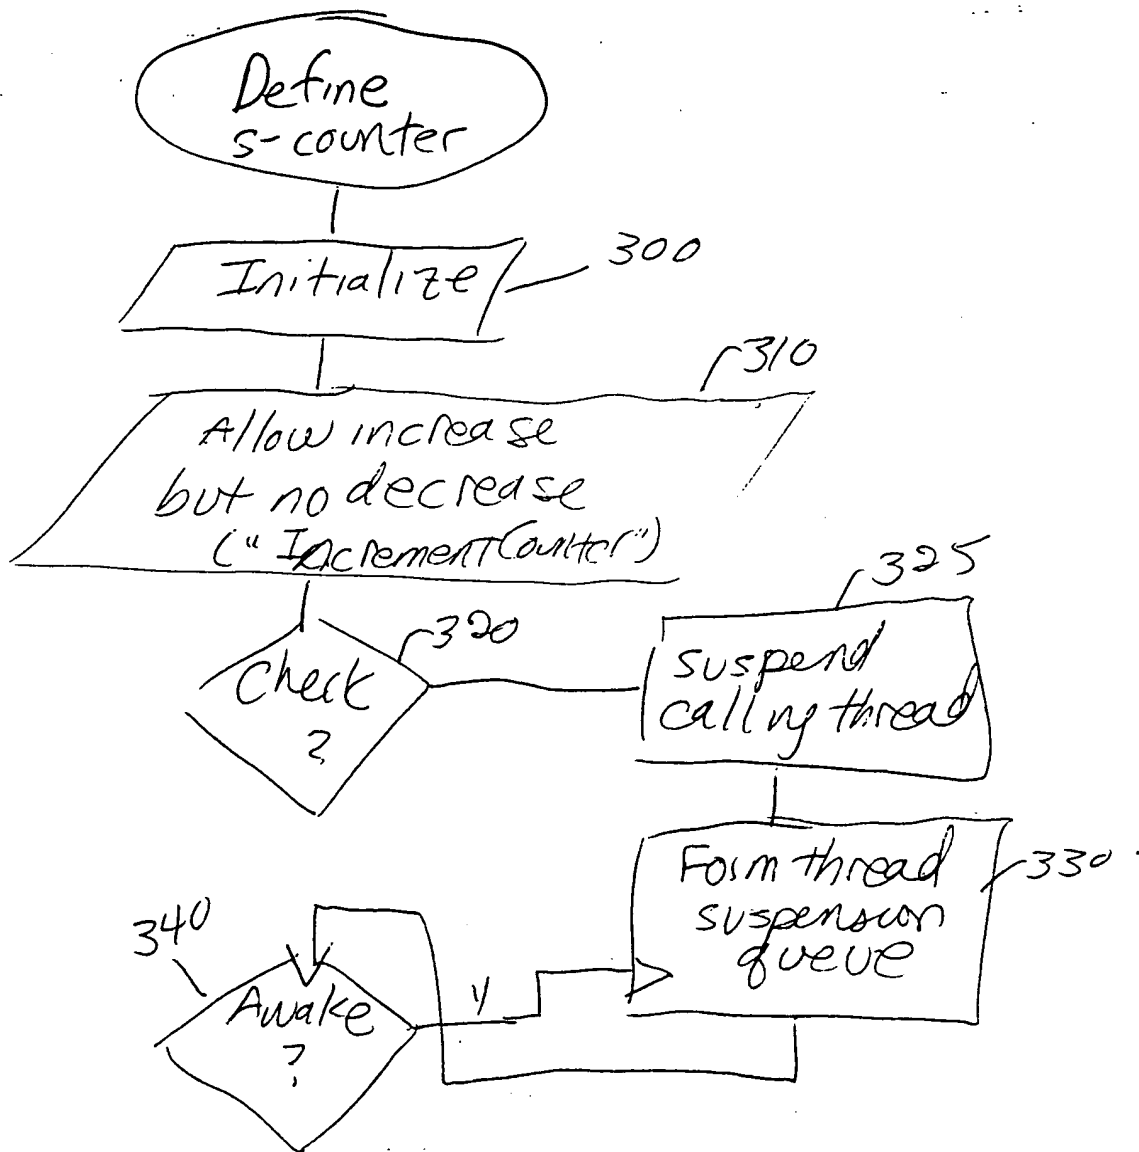 Define
s-counter
Initialize
300
310
Allow increase
but no decrease
("IncrementCounter")
320
Check
?
325
suspend
calling thread
Form thread
suspension
queue
330
340
Awake
?
y